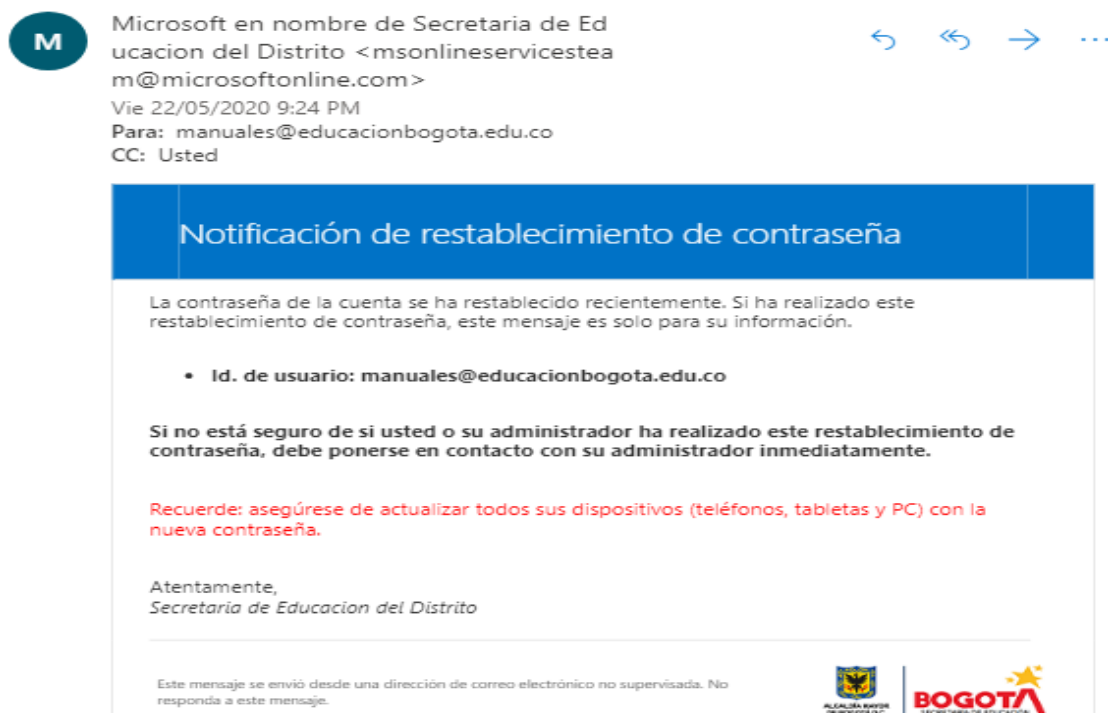 M
Microsoft en nombre de Secretaria de Ed
ucacion del Distrito <msonlineservicestea
m@microsoftonline.com>
Vie 22/05/2020 9:24 PM
Para: manuales@educacionbogota.edu.co
CC: Usted
Notificación de restablecimiento de contraseña
La contraseña de la cuenta se ha restablecido recientemente. Si ha realizado este
restablecimiento de contraseña, este mensaje es solo para su información.
• Id. de usuario: manuales@educacionbogota.edu.co
Si no está seguro de si usted o su administrador ha realizado este restablecimiento de
contraseña, debe ponerse en contacto con su administrador inmediatamente.
Recuerde: asegúrese de actualizar todos sus dispositivos (teléfonos, tabletas y PC) con la
nueva contraseña.
Atentamente,
Secretaria de Educacion del Distrito
Este mensaje se envió desde una dirección de correo electrónico no supervisada. No
responda a este mensaje.
ALCALDÍA MAYOR
BOGOTÁ